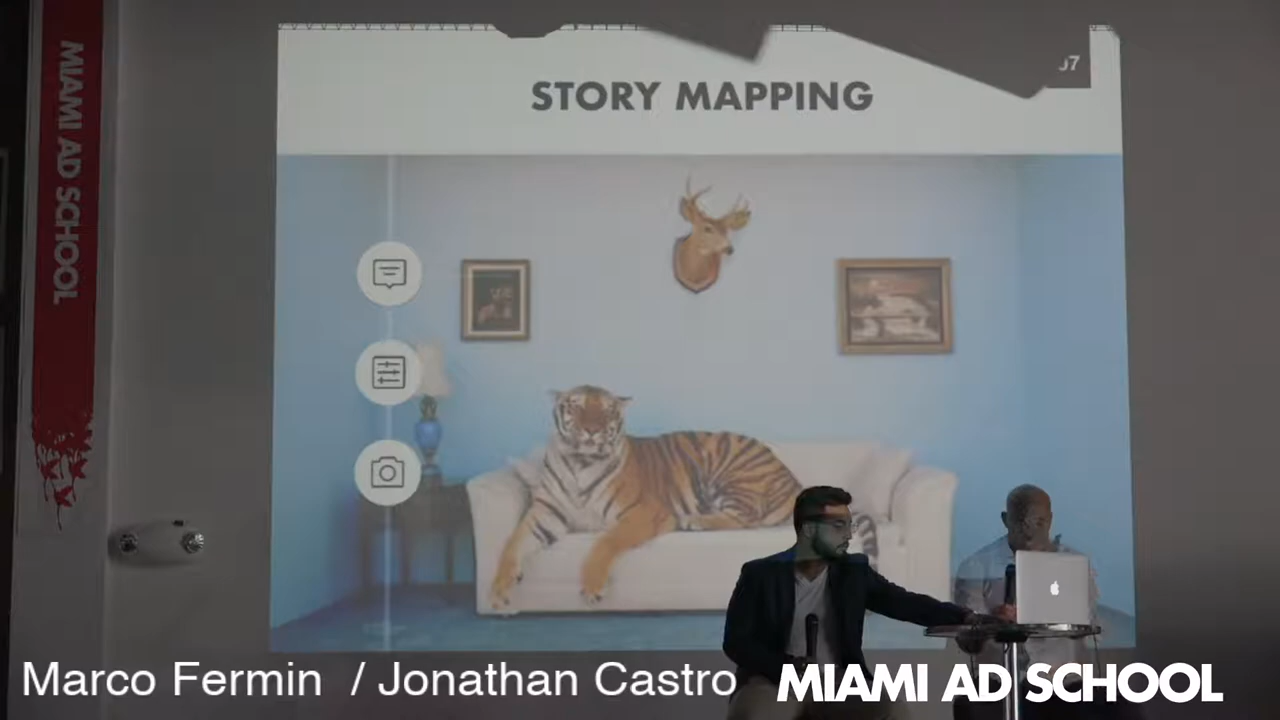 MIAMI AD SCHOOL
STORY MAPPING
Marco Fermin / Jonathan Castro
MIAMI AD SCHOOL